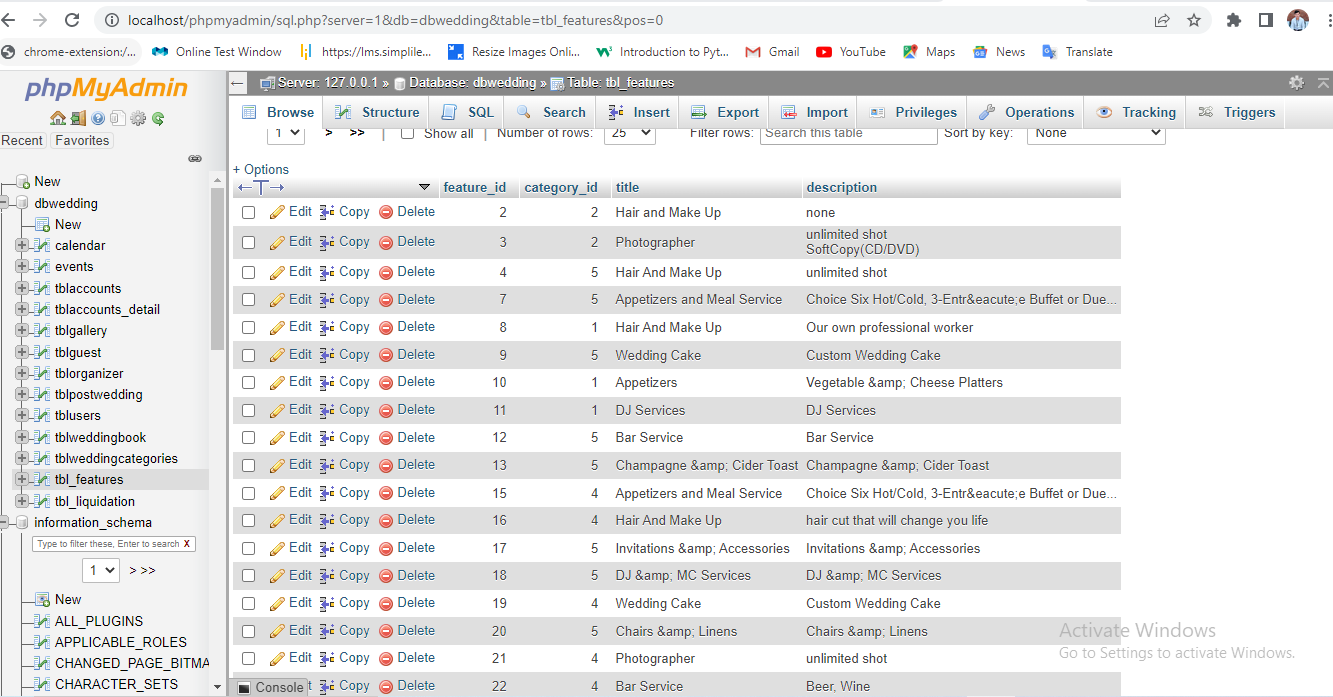 localhost/phpmyadmin/sql.php?server=1&db=dbwedding&table=tbl_features&pos=0
chrome-extension:/... Online Test Window https://lms.simplile... Resize Images Onli... Introduction to Pyt... Gmail YouTube Maps News Translate
phpMyAdmin
Recent Favorites
New
dbwedding
New
calendar
events
tblaccounts
tblaccounts_detail
tblgallery
tblguest
tblorganizer
tblpostwedding
tblusers
tblweddingbook
tblweddingcategories
tbl_features
tbl_liquidation
information_schema
Type to filter these, Enter to search X
1 > >>
New
ALL_PLUGINS
APPLICABLE_ROLES
CHANGED_PAGE_BITMA
CHARACTER_SETS
Server: 127.0.0.1 » Database: dbwedding » Table: tbl_features
Browse Structure SQL Search Insert Export Import Privileges Operations Tracking Triggers
1 > >> | Show all | Number of rows: 25 Filter rows: Search this table Sort by key: None
+ Options
←T→ feature_id category_id title description
Edit Copy Delete 2 2 Hair and Make Up none
Edit Copy Delete 3 2 Photographer unlimited shot
SoftCopy(CD/DVD)
Edit Copy Delete 4 5 Hair And Make Up unlimited shot
Edit Copy Delete 7 5 Appetizers and Meal Service Choice Six Hot/Cold, 3-Entr&eacute;e Buffet or Due...
Edit Copy Delete 8 1 Hair And Make Up Our own professional worker
Edit Copy Delete 9 5 Wedding Cake Custom Wedding Cake
Edit Copy Delete 10 1 Appetizers Vegetable &amp; Cheese Platters
Edit Copy Delete 11 1 DJ Services DJ Services
Edit Copy Delete 12 5 Bar Service Bar Service
Edit Copy Delete 13 5 Champagne &amp; Cider Toast Champagne &amp; Cider Toast
Edit Copy Delete 15 4 Appetizers and Meal Service Choice Six Hot/Cold, 3-Entr&eacute;e Buffet or Due...
Edit Copy Delete 16 4 Hair And Make Up hair cut that will change you life
Edit Copy Delete 17 5 Invitations &amp; Accessories Invitations &amp; Accessories
Edit Copy Delete 18 5 DJ &amp; MC Services DJ &amp; MC Services
Edit Copy Delete 19 4 Wedding Cake Custom Wedding Cake
Edit Copy Delete 20 5 Chairs &amp; Linens Chairs &amp; Linens
Edit Copy Delete 21 4 Photographer unlimited shot
Console t Copy Delete 22 4 Bar Service Beer, Wine
Activate Windows
Go to Settings to activate Windows.